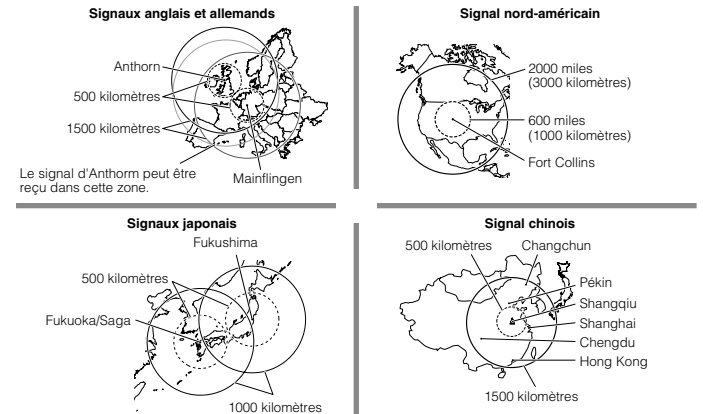 Signaux anglais et allemands
Anthorn
500 kilomètres
1500 kilomètres
Le signal d'Anthorm peut être
reçu dans cette zone.
Mainflingen
Signal nord-américain
2000 miles
(3000 kilomètres)
600 miles
(1000 kilomètres)
Fort Collins
Signaux japonais
Fukushima
500 kilomètres
Fukuoka/Saga
1000 kilomètres
Signal chinois
500 kilomètres
Changchun
Pékin
Shangqiu
Shanghai
Chengdu
Hong Kong
1500 kilomètres